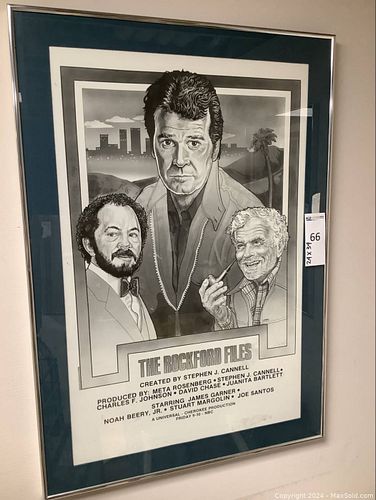 66
THE ROCKFORD FILES
CREATED BY STEPHEN J. CANNELL
PRODUCED BY: META ROSENBERG • STEPHEN J. CANNELL •
CHARLES F. JOHNSON • DAVID CHASE • JUANITA BARTLETT
STARRING JAMES GARNER •
NOAH BEERY, JR. • STUART MARGOLIN • JOE SANTOS
A UNIVERSAL - CHEROKEE PRODUCTION
FRIDAY 9-10 NBC
Copyright 2024 - MaxSold.com